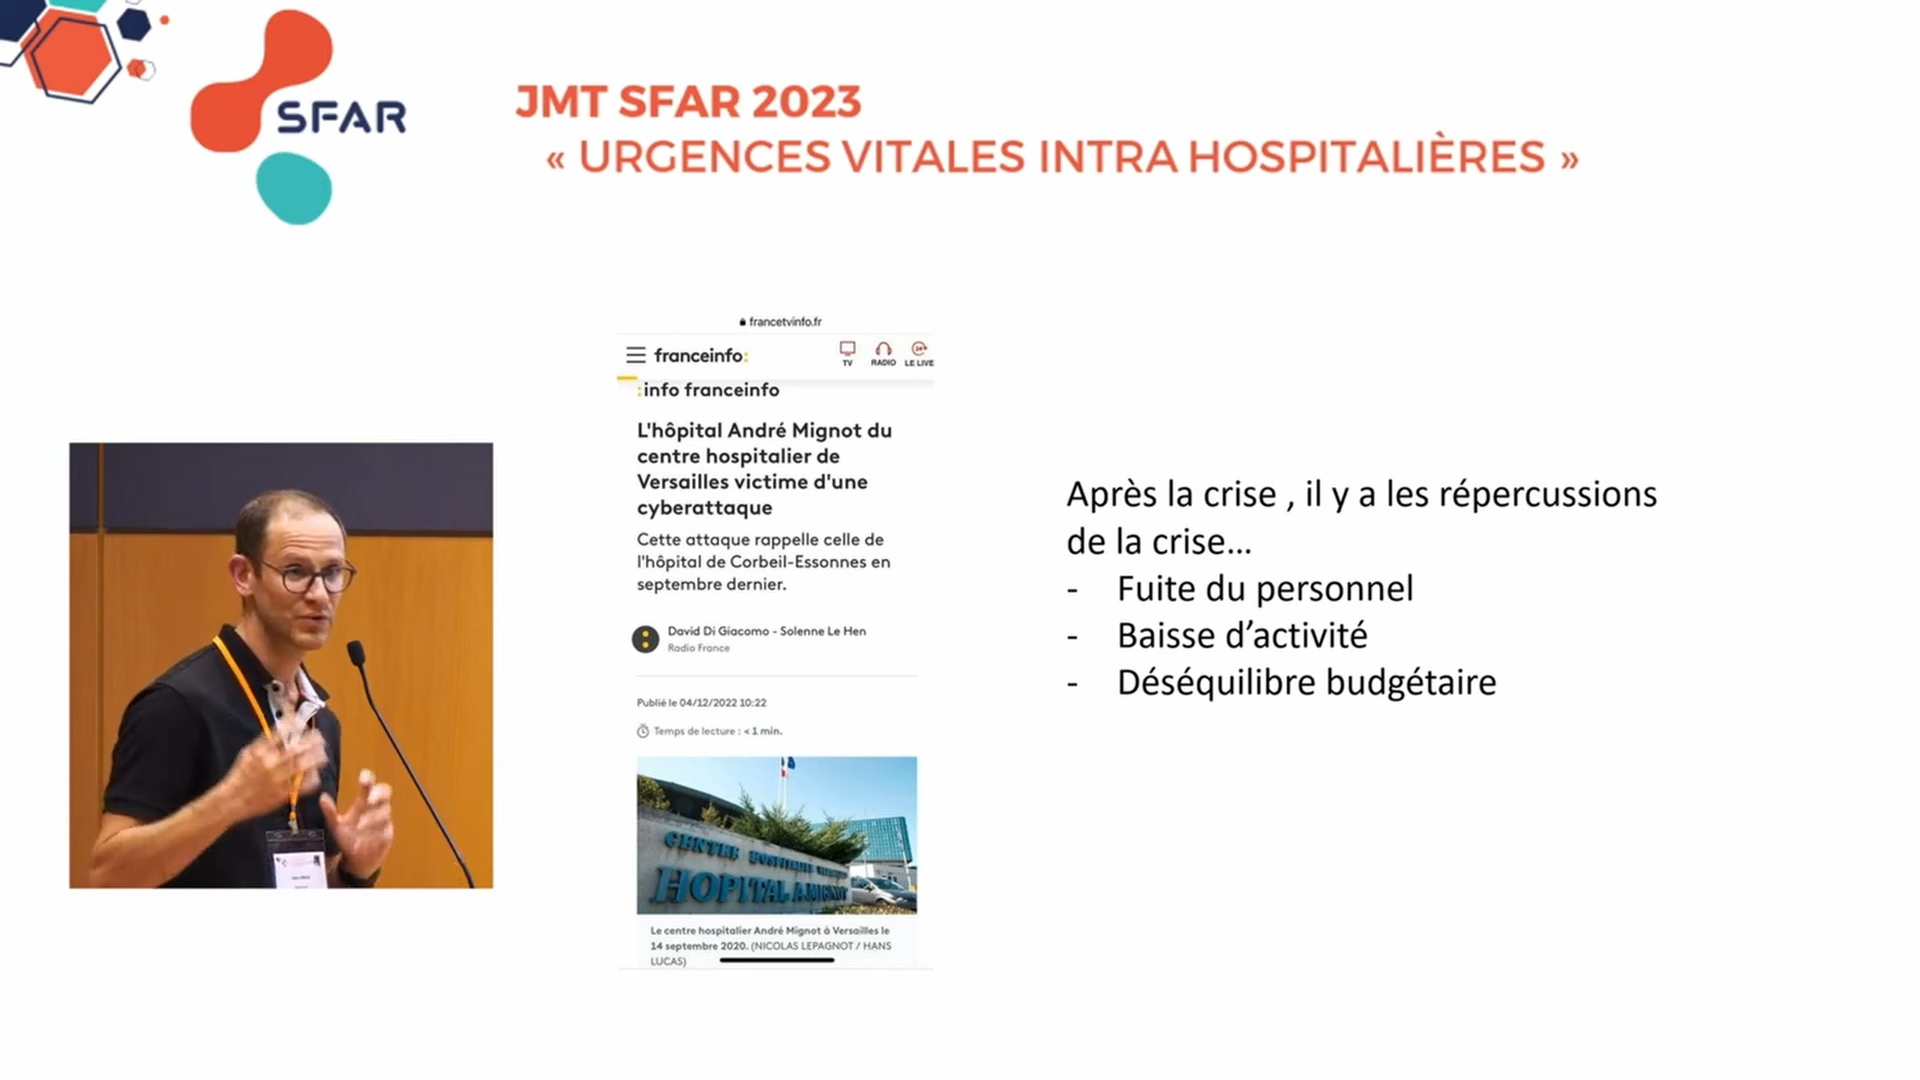 SFAR
JMT SFAR 2023
« URGENCES VITALES INTRA HOSPITALIÈRES »
francetvinfo.fr
franceinfo:
TV
RADIO
LE LIVE
:info franceinfo
L'hôpital André Mignot du
centre hospitalier de
Versailles victime d'une
cyberattaque
Cette attaque rappelle celle de
l'hôpital de Corbeil-Essonnes en
septembre dernier.
David Di Giacomo - Solenne Le Hen
Radio France
Publié le 04/12/2022 10:22
Temps de lecture : < 1 min.
CENTRE HOSPITALIER
HOPITAL A.MIGNOT
Le centre hospitalier André Mignot à Versailles le
14 septembre 2020. (NICOLAS LEPAGNOT / HANS
LUCAS)
Après la crise , il y a les répercussions
de la crise...
- Fuite du personnel
- Baisse d’activité
- Déséquilibre budgétaire